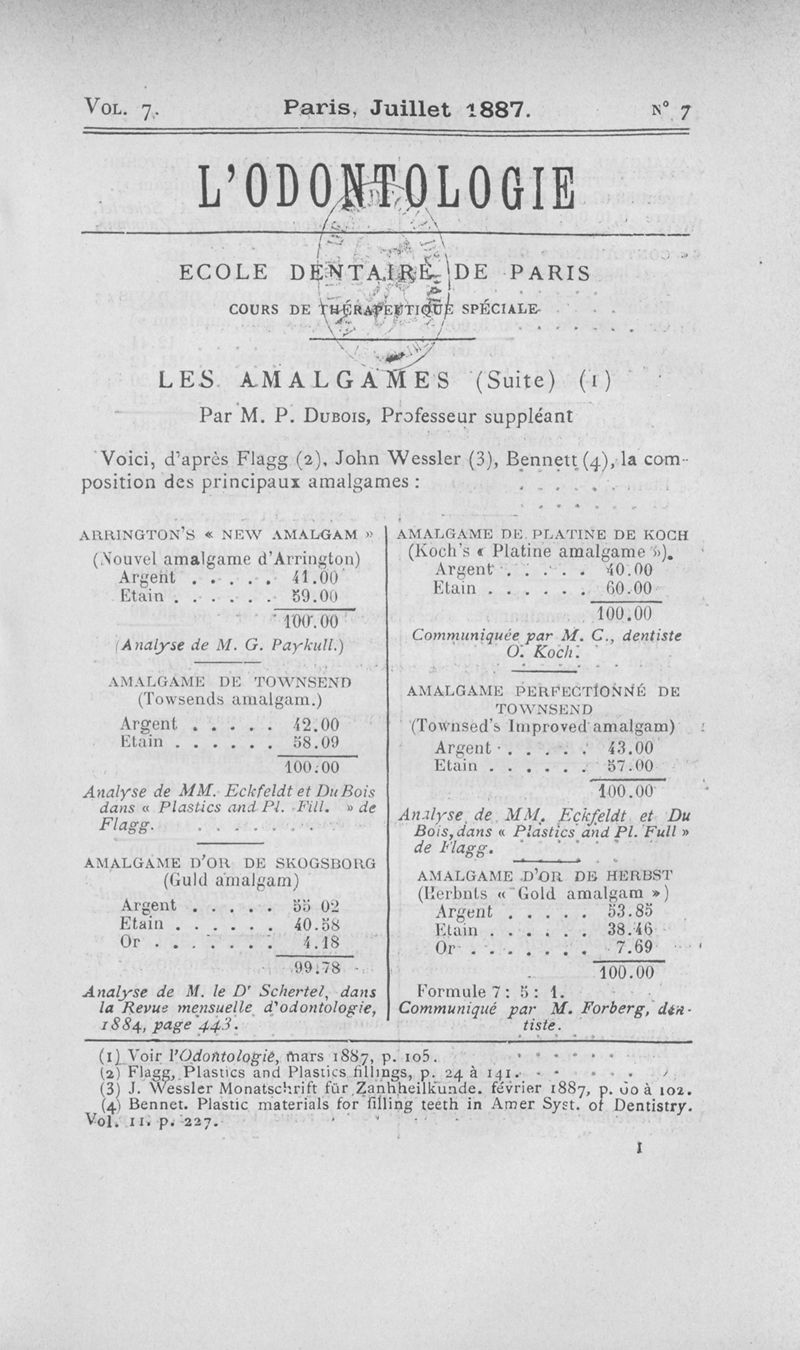 VOL. 7. Paris, Juillet 1887. N° 7
L'ODONTOLOGIE
ECOLE DENTAIRE DE PARIS
COURS DE THÉRAPEUTIQUE SPÉCIALE
LES AMALGAMES (Suite) (1)
Par M. P. DUBOIS, Professeur suppléant
Voici, d'après Flagg (2), John Wessler (3), Bennett (4), la com-
position des principaux amalgames :
ARRINGTON'S « NEW AMALGAM »
(Nouvel amalgame d'Arrington)
Argent . . . . . 41.00
Etain . . . . . . 59.00
100.00
(Analyse de M. G. Paykull.)
AMALGAME DE TOWNSEND
(Towsends amalgam.)
Argent . . . . . 42.00
Etain . . . . . . 58.09
100.00
Analyse de MM. Eckfeldt et DuBois
dans « Plastics and Pl. Fill. » de
Flagg.
AMALGAME D'OR DE SKOGSBORG
(Guld amalgam)
Argent . . . . . 55 02
Etain . . . . . . 40.58
Or . . . . . . . 4.18
99.78
Analyse de M. le Dr Schertel, dans
la Revue mensuelle d'odontologie,
1884, page 443.
AMALGAME DE PLATINE DE KOCH
(Koch's « Platine amalgame »).
Argent . . . . . 40.00
Etain . . . . . . 60.00
100.00
Communiquée par M. C., dentiste
O. Koch.
AMALGAME PERFECTIONNÉ DE
TOWNSEND
(Townsed's Improved amalgam)
Argent . . . . . 43.00
Etain . . . . . . 57.00
100.00
Analyse de MM. Eckfeldt et Du
Bois, dans « Plastics and Pl. Full »
de Flagg.
AMALGAME D'OR DE HERBST
(Herbnts « Gold amalgam »)
Argent . . . . . 53.85
Etain . . . . . . 38.46
Or . . . . . . . 7.69
100.00
Formule 7 : 5 : 1.
Communiqué par M. Forberg, den-
tiste.
(1) Voir l'Odontologie, mars 1887, p. 105.
(2) Flagg, Plastics and Plastics fillings, p. 24 à 141.
(3) J. Wessler Monatschrift für Zanhheilkunde. février 1887, p. 60 à 102.
(4) Bennet. Plastic materials for filling teeth in Amer Syst. of Dentistry.
Vol. II. p. 227.
I